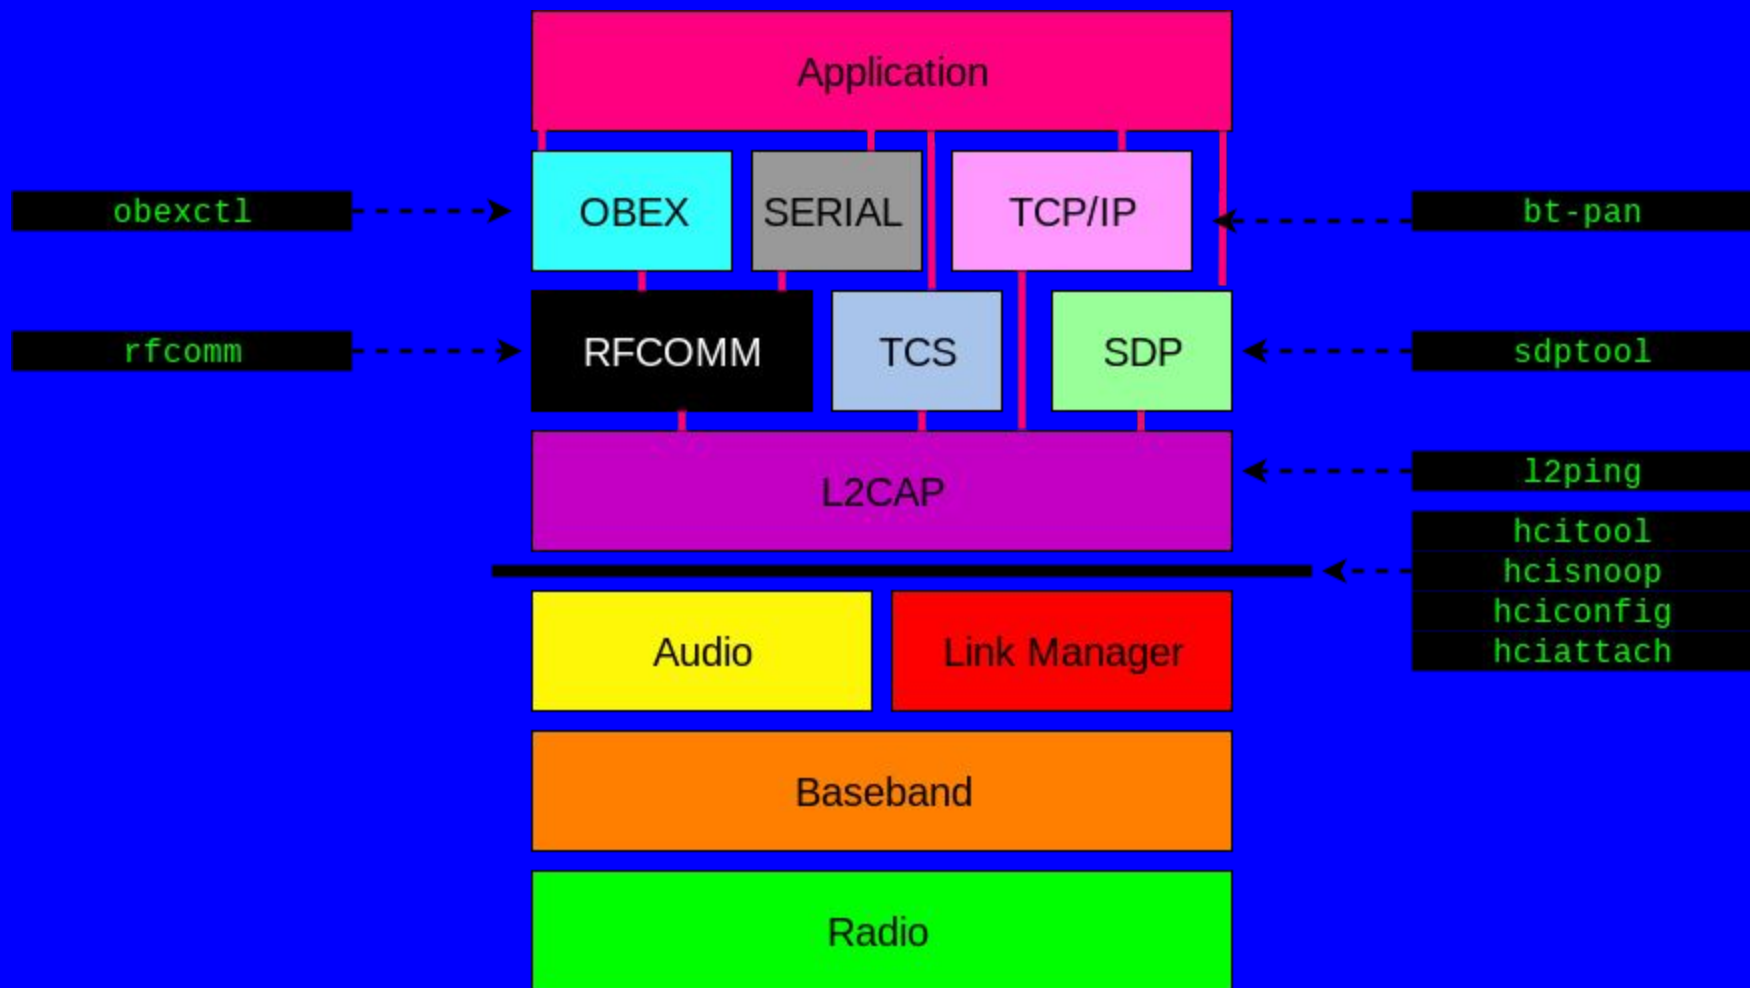 Application
obexctl
OBEX
SERIAL
TCP/IP
bt-pan
rfcomm
RFCOMM
TCS
SDP
sdptool
L2CAP
l2ping
hcitool
hcisnoop
hciconfig
hciattach
Audio
Link Manager
Baseband
Radio